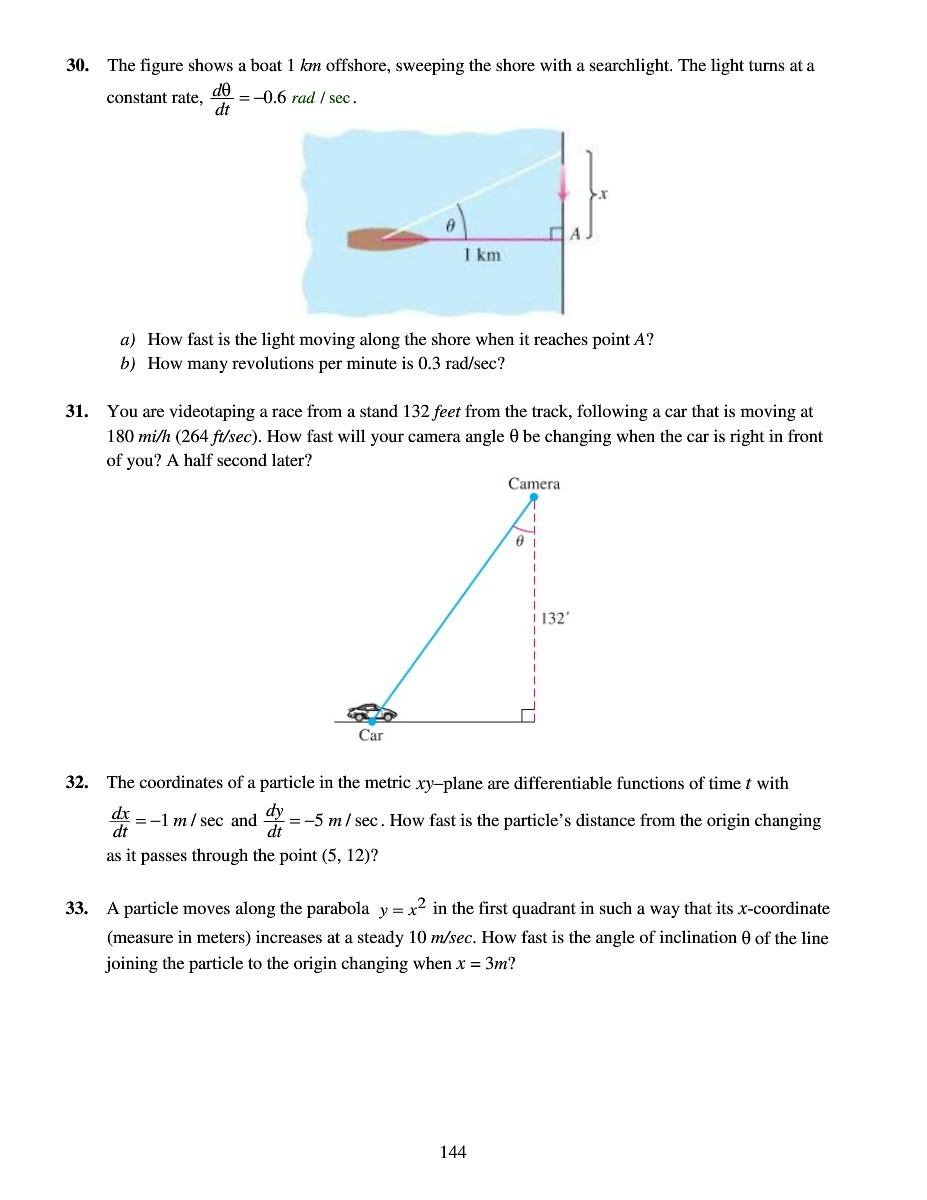 30. The figure shows a boat 1 km offshore, sweeping the shore with a searchlight. The light turns at a
constant rate, dθ/dt = –0.6 rad / sec.
θ
1 km
A
x
a) How fast is the light moving along the shore when it reaches point A?
b) How many revolutions per minute is 0.3 rad/sec?
31. You are videotaping a race from a stand 132 feet from the track, following a car that is moving at
180 mi/h (264 ft/sec). How fast will your camera angle θ be changing when the car is right in front
of you? A half second later?
Camera
θ
132′
Car
32. The coordinates of a particle in the metric xy–plane are differentiable functions of time t with
dx/dt = –1 m / sec and dy/dt = –5 m / sec. How fast is the particle’s distance from the origin changing
as it passes through the point (5, 12)?
33. A particle moves along the parabola y = x² in the first quadrant in such a way that its x-coordinate
(measure in meters) increases at a steady 10 m/sec. How fast is the angle of inclination θ of the line
joining the particle to the origin changing when x = 3m?
144